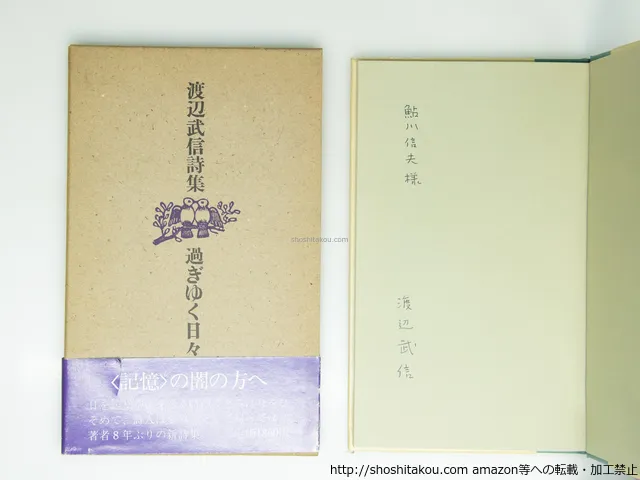 渡辺武信詩集
過ぎゆく日々
〈記憶〉の闇の方へ
著者8年ぶりの新詩集
鮎川信夫様
渡辺武信
shoshitakou.com
http://shoshitakou.com amazon等への転載・加工禁止